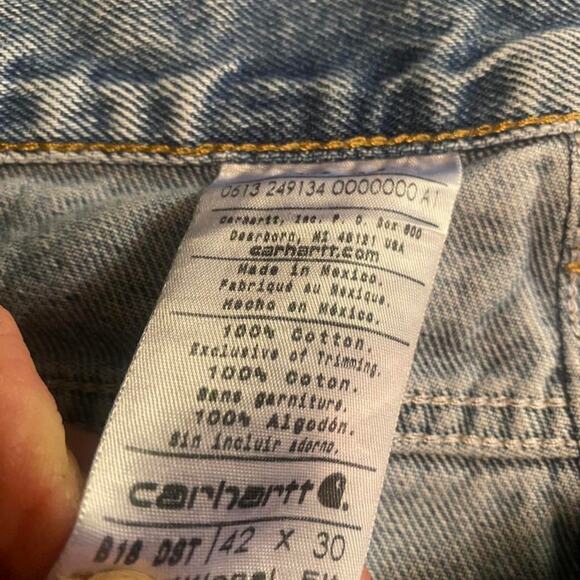 0613 249134 0000000 A1
Carhartt, Inc. P. O. Box 600
Dearborn, MI 48121 USA
carhartt.com
Made in Mexico.
Fabriqué au Mexique.
Hecho en México.
100% Cotton.
Exclusive of Trimming.
100% Coton.
Sans garniture.
100% Algodón.
Sin incluir adorno.
carhartt
B18 DST 42 X 30